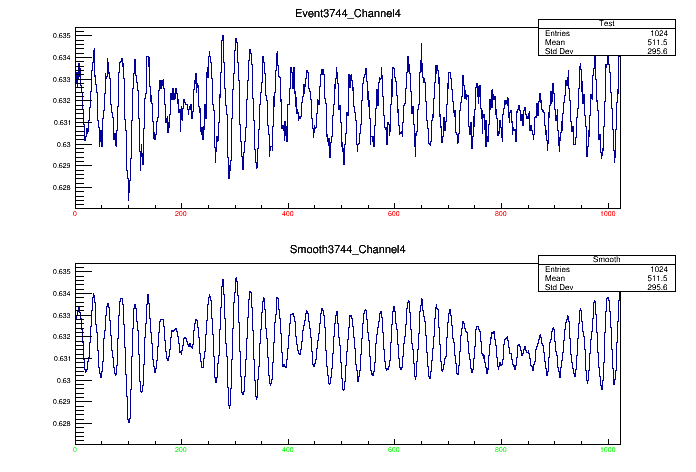 Event3744_Channel4
Test
Entries 1024
Mean 511.5
Std Dev 295.6
0.635
0.634
0.633
0.632
0.631
0.63
0.629
0.628
0 200 400 600 800 1000
Smooth3744_Channel4
Smooth
Entries 1024
Mean 511.5
Std Dev 295.6
0.635
0.634
0.633
0.632
0.631
0.63
0.629
0.628
0 200 400 600 800 1000